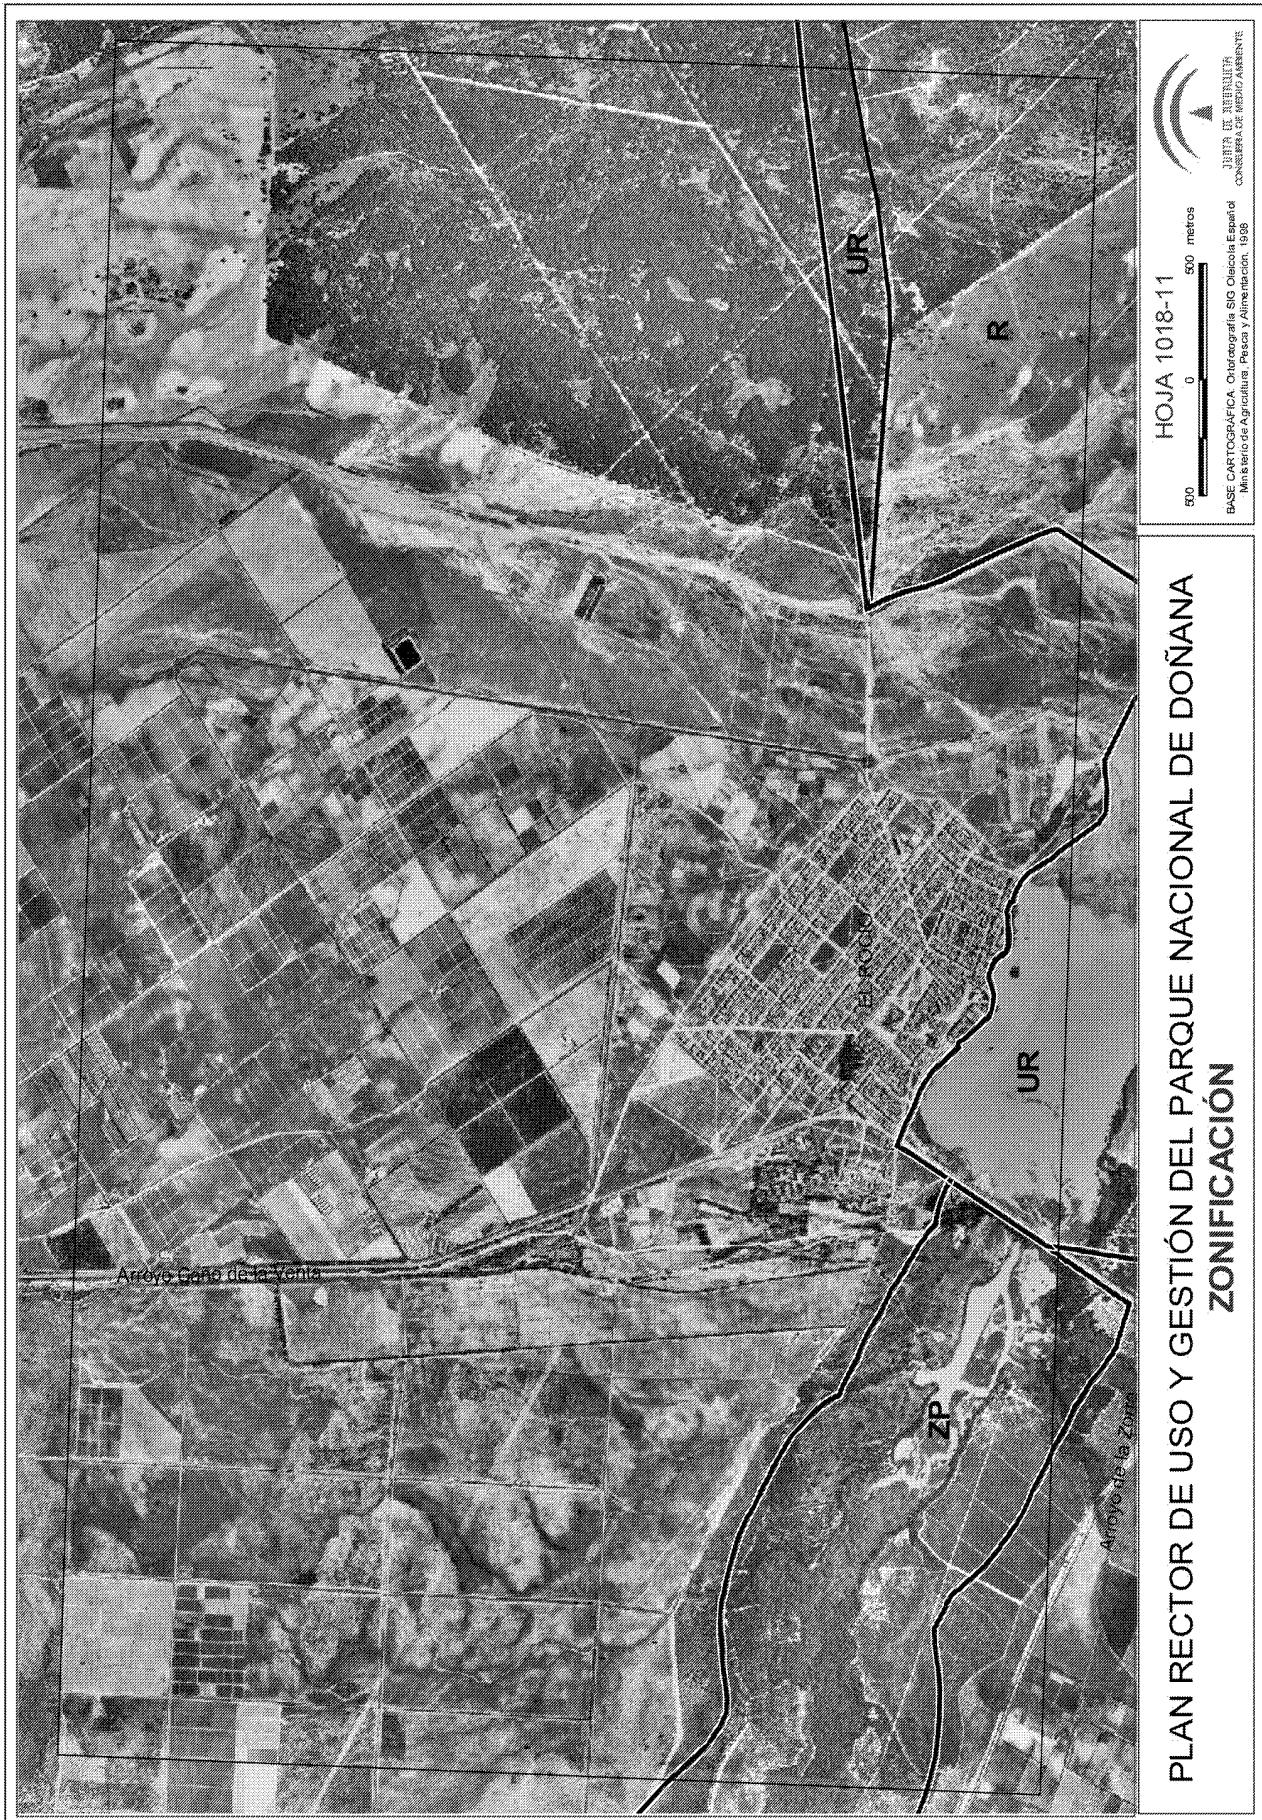 Arroyo Caño de la Venta
UR
R
EL ROCIO
UR
ZP
Arroyo de la Zorra
PLAN RECTOR DE USO Y GESTIÓN DEL PARQUE NACIONAL DE DOÑANA
ZONIFICACIÓN
HOJA 1018-11
500 0 500 metros
BASE CARTOGRÁFICA. Ortofotografía SIG Oleícola Español
Ministerio de Agricultura, Pesca y Alimentación, 1998
JUNTA DE ANDALUCIA
CONSEJERÍA DE MEDIO AMBIENTE